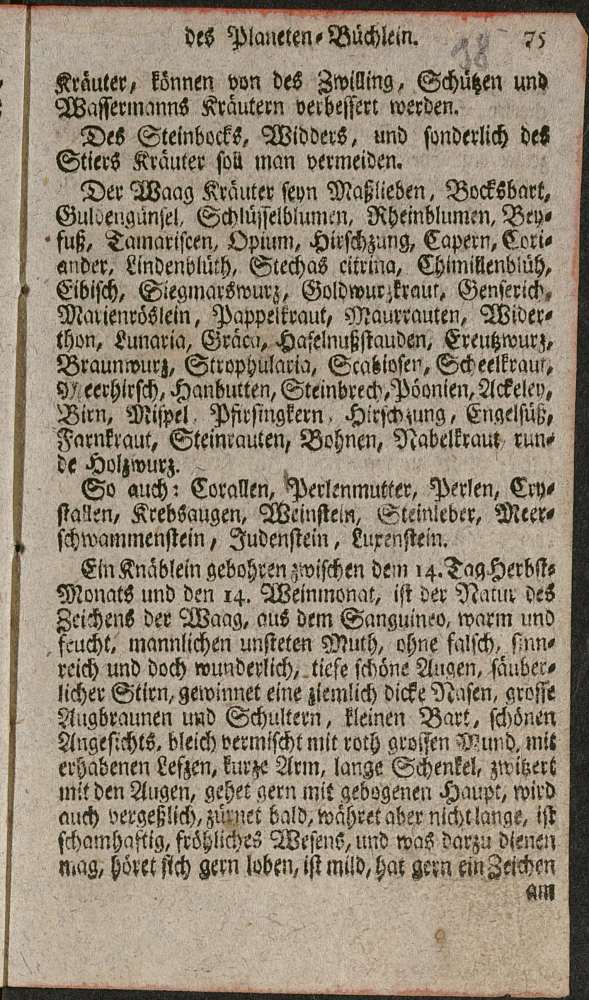 des Planeten-Büchlein. 75
38
Kräuter, können von des Zwilling, Schützen und
Wassermanns Kräutern verbessert werden.
Des Steinbocks, Widders, und sonderlich des
Stiers Kräuter soll man vermeiden.
Der Waag Kräuter seyn Maßlieben, Bocksbart,
Guldengünsel, Schlüsselblumen, Rheinblumen, Bey-
fuß, Tamariscen, Opium, Hirschzung, Capern, Cori-
ander, Lindenblüth, Stechas citrina, Chimillenblüh,
Eibisch, Siegmarswurz, Goldwurzkraut, Genserich,
Marienröslein, Pappelkraut, Maurrauten, Wider-
thon, Lunaria, Gräca, Haselnußstauden, Creutzwurz,
Braunwurz, Strophularia, Scabiosen, Scheelkraut,
Meerhirsch, Hanbutten, Steinbrech, Pöonien, Ackeley,
Birn, Mispel, Pfirsingkern, Hirschzung, Engelsüß,
Farnkraut, Steinrauten, Bohnen, Nabelkraut, run-
de Holzwurz.
So auch: Corallen, Perlenmutter, Perlen, Cry-
stallen, Krebsaugen, Weinstein, Steinleber, Meer-
schwammenstein, Judenstein, Luxenstein.
Ein Knäblein gebohren zwischen dem 14. Tag Herbst-
Monats und den 14. Weinmonat, ist der Natur des
Zeichens der Waag, aus dem Sanguineo, warm und
feucht, mannlichen unsteten Muth, ohne falsch, sinn-
reich und doch wunderlich, tiefe schöne Augen, säuber-
licher Stirn, gewinnet eine ziemlich dicke Nasen, grosse
Augbraunen und Schultern, kleinen Bart, schönen
Angesichts, bleich vermischt mit roth grossen Mund, mit
erhabenen Lefzen, kurze Arm, lange Schenkel, zwitzert
mit den Augen, gehet gern mit gebogenen Haupt, wird
auch vergeßlich, zürnet bald, währet aber nicht lange, ist
schamhaftig, fröhliches Wesens, und was darzu dienen
mag, höret sich gern loben, ist mild, hat gern ein Zeichen
am